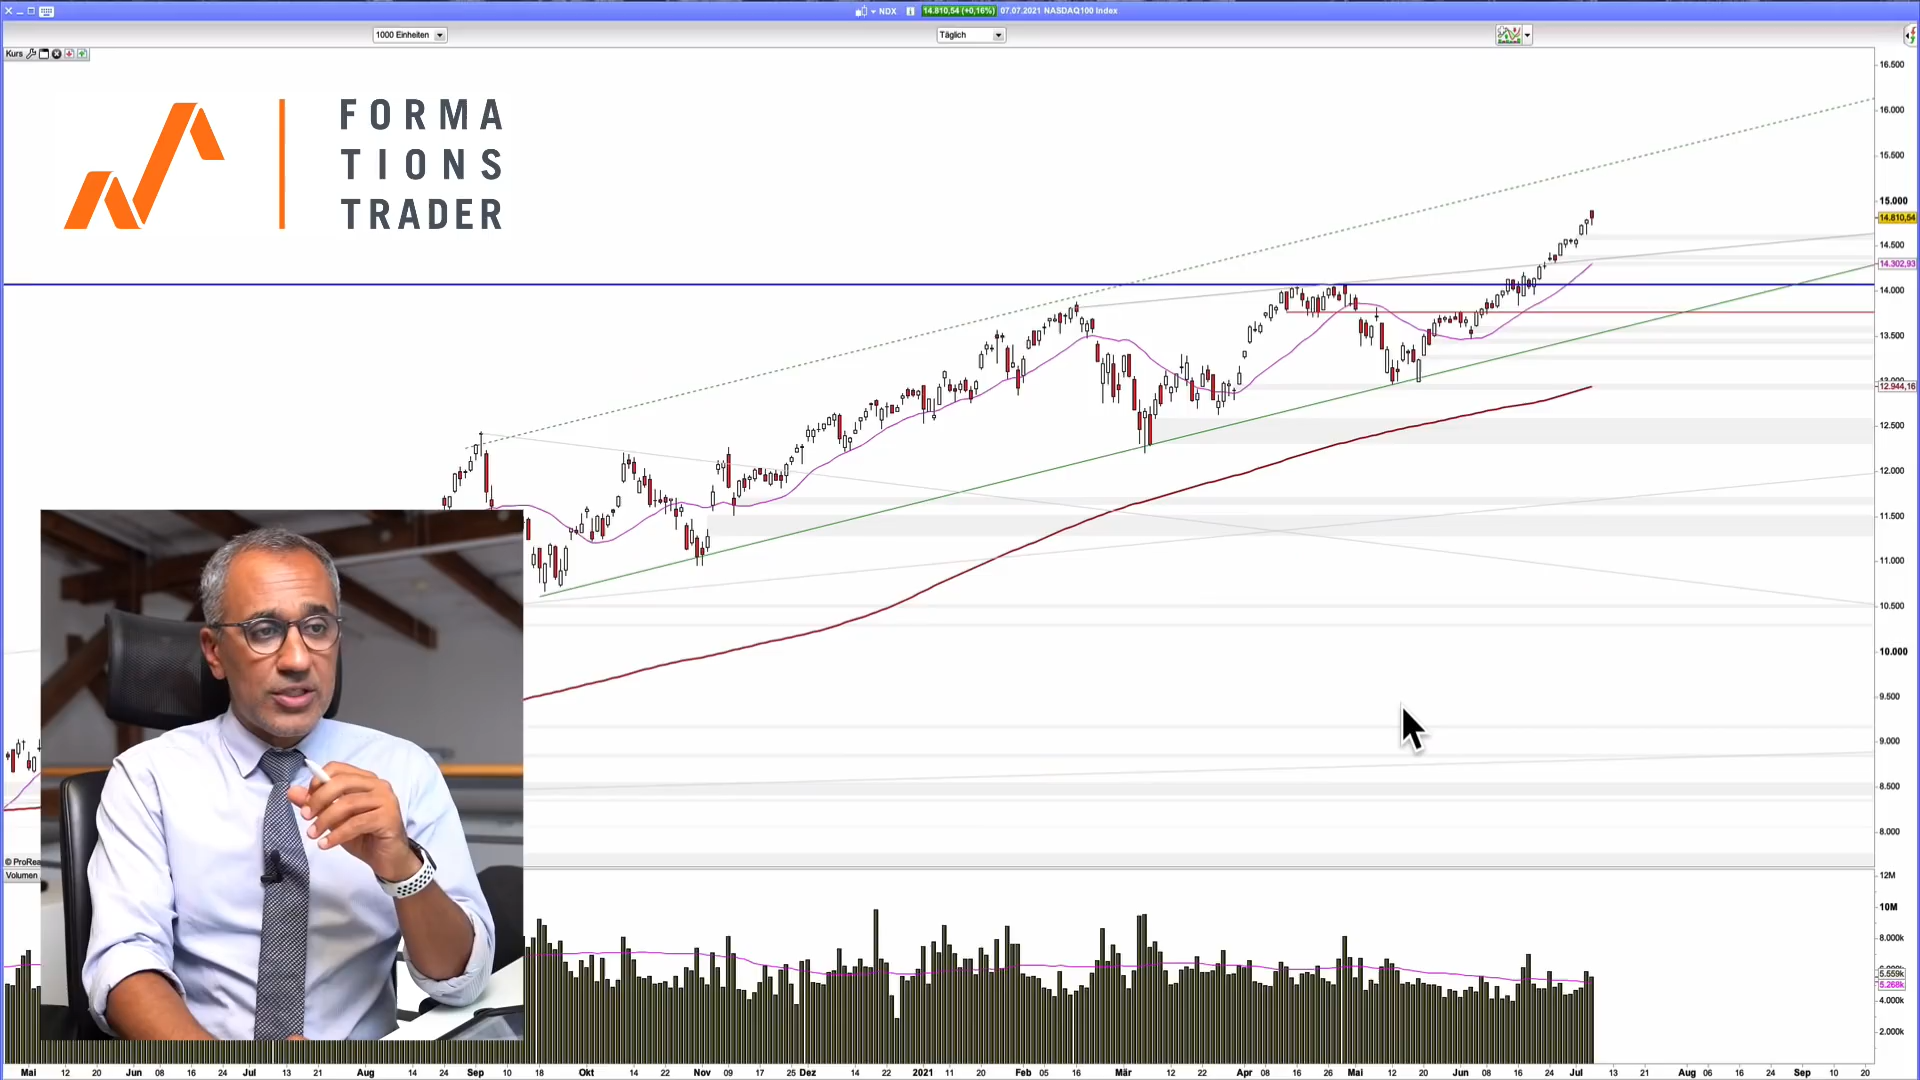 NDX 14.810,54 (+0,16%) 07.07.2021 NASDAQ100 Index
1000 Einheiten
Täglich
Kurs
FORMA
TIONS
TRADER
16.500
16.000
15.500
15.000
14.810,54
14.500
14.302,93
14.000
13.500
12.944,16
12.500
12.000
11.500
11.000
10.500
10.000
9.500
9.000
8.500
8.000
© ProRea
Volumen
12M
10M
8.000k
5.559k
5.268k
4.000k
2.000k
Mai 12 20 Jun 08 16 24 Jul 13 21 Aug 24 Sep 10 18 Okt 14 22 Nov 09 17 25 Dez 14 22 2021 11 20 Feb 05 16 Mär 09 17 25 Apr 08 16 26 Mai 12 20 Jun 08 16 24 Jul 13 21 Aug 06 16 24 Sep 10 20